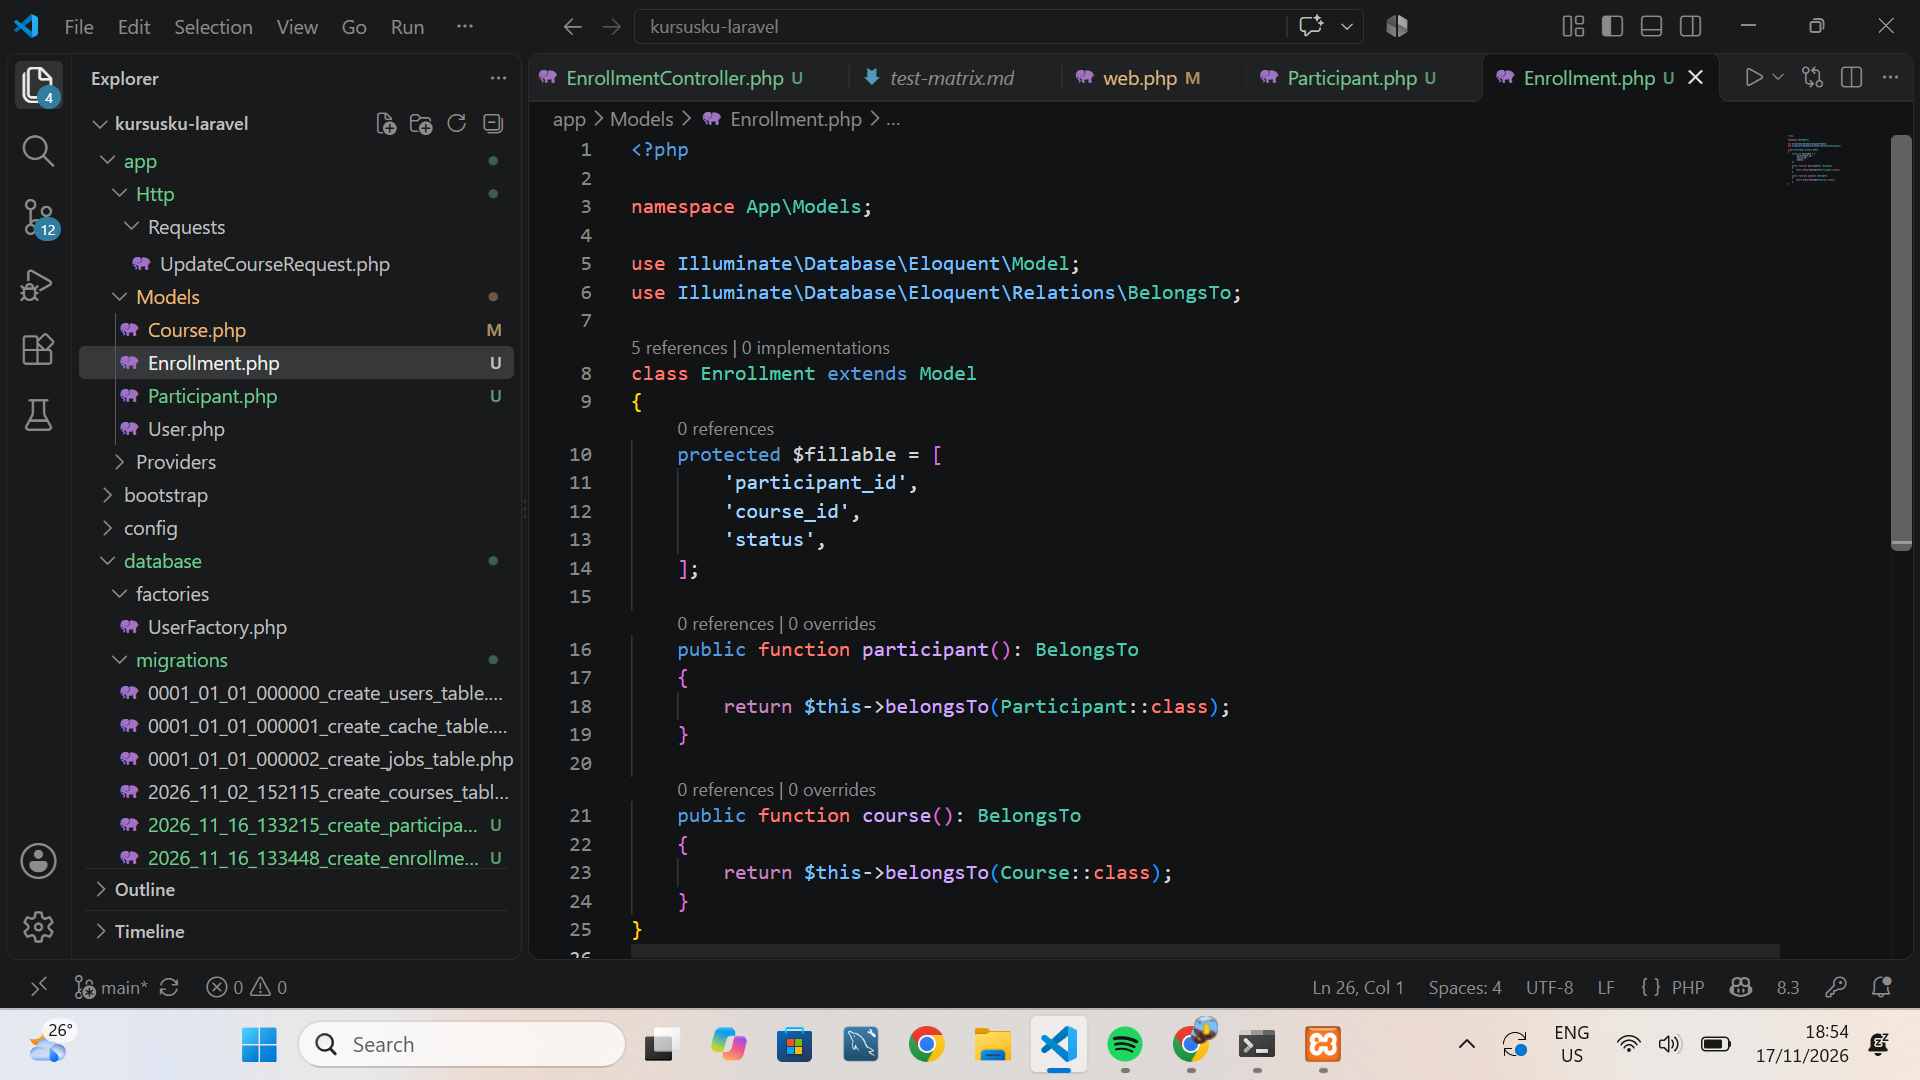 File Edit Selection View Go Run ...
kursusku-laravel
Explorer
kursusku-laravel
app
Http
Requests
UpdateCourseRequest.php
Models
Course.php M
Enrollment.php U
Participant.php U
User.php
Providers
bootstrap
config
database
factories
UserFactory.php
migrations
0001_01_01_000000_create_users_table....
0001_01_01_000001_create_cache_table....
0001_01_01_000002_create_jobs_table.php
2026_11_02_152115_create_courses_tabl...
2026_11_16_133215_create_participa... U
2026_11_16_133448_create_enrollme... U
Outline
Timeline
4
12
EnrollmentController.php U
test-matrix.md
web.php M
Participant.php U
Enrollment.php U
app > Models > Enrollment.php > ...
1 <?php
2
3 namespace App\Models;
4
5 use Illuminate\Database\Eloquent\Model;
6 use Illuminate\Database\Eloquent\Relations\BelongsTo;
7
5 references | 0 implementations
8 class Enrollment extends Model
9 {
0 references
10 protected $fillable = [
11 'participant_id',
12 'course_id',
13 'status',
14 ];
15
0 references | 0 overrides
16 public function participant(): BelongsTo
17 {
18 return $this->belongsTo(Participant::class);
19 }
20
0 references | 0 overrides
21 public function course(): BelongsTo
22 {
23 return $this->belongsTo(Course::class);
24 }
25 }
26
main* 0 0
Ln 26, Col 1 Spaces: 4 UTF-8 LF { } PHP 8.3
26°
Search
ENG
US
18:54
17/11/2026